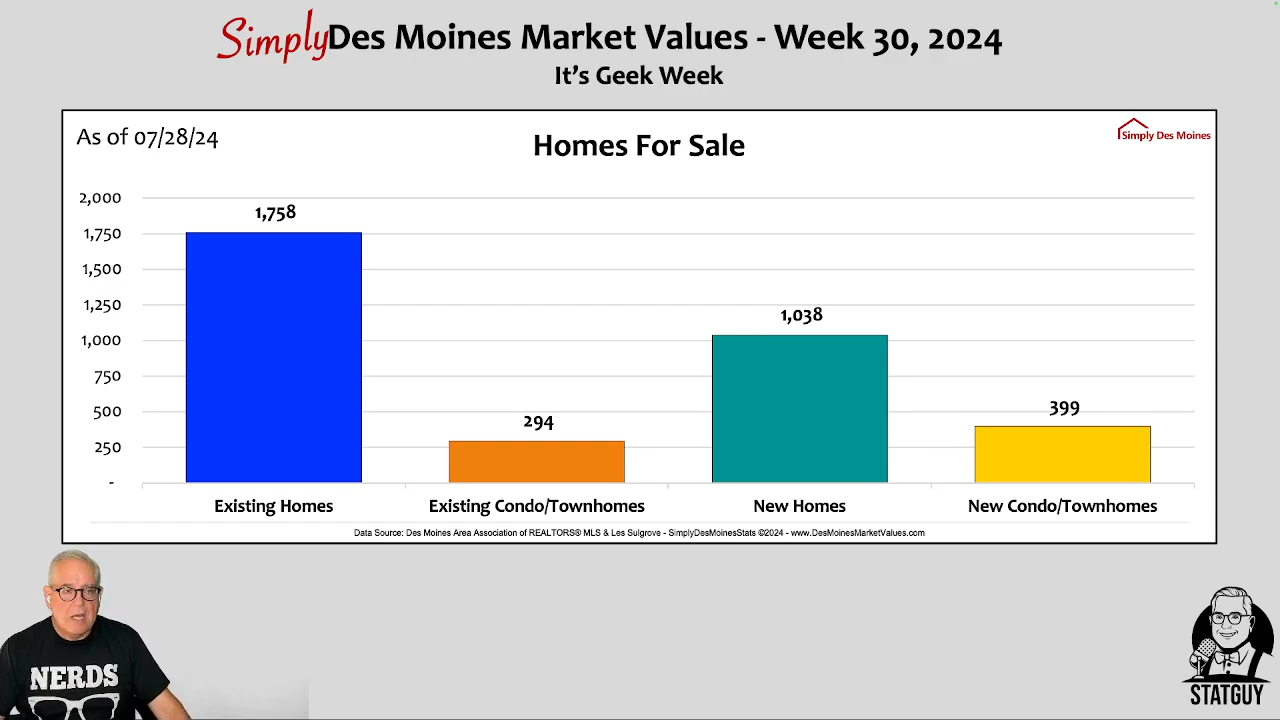 Simply Des Moines Market Values - Week 30, 2024
It's Geek Week
As of 07/28/24
Homes For Sale
Simply Des Moines
2,000
1,750
1,500
1,250
1,000
750
500
250
-
1,758
294
1,038
399
Existing Homes
Existing Condo/Townhomes
New Homes
New Condo/Townhomes
Data Source: Des Moines Area Association of REALTORS® MLS & Les Sulgrove - SimplyDesMoinesStats ©2024 - www.DesMoinesMarketValues.com
NERDS
STATGUY